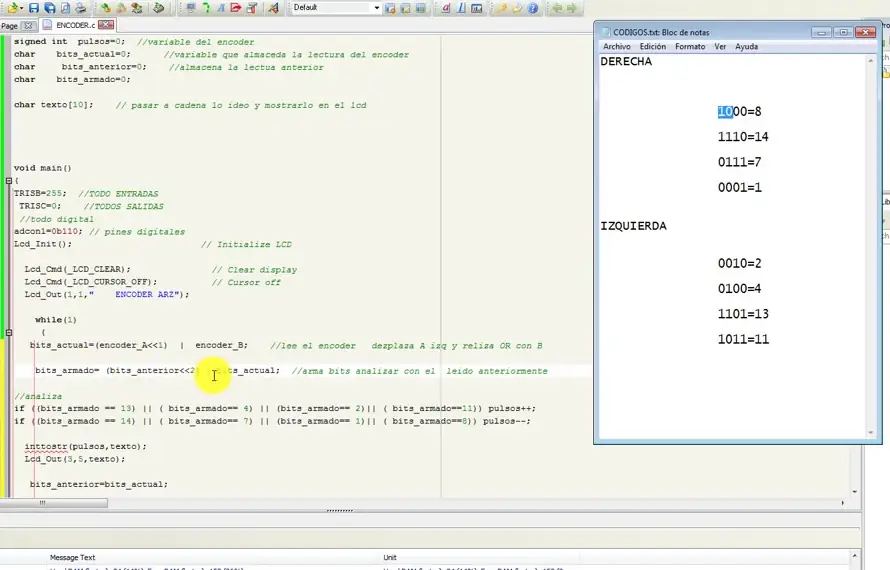 Default
Page
ENCODER.c
signed int pulsos=0; //variable del encoder
char bits_actual=0; //variable que almaceda la lectura del encoder
char bits_anterior=0; //almacena la lectua anterior
char bits_armado=0;
char texto[10]; // pasar a cadena lo ideo y mostrarlo en el lcd
void main()
{
TRISB=255; //TODO ENTRADAS
TRISC=0; //TODOS SALIDAS
//todo digital
adcon1=0b110; // pines digitales
Lcd_Init(); // Initialize LCD
Lcd_Cmd(_LCD_CLEAR); // Clear display
Lcd_Cmd(_LCD_CURSOR_OFF); // Cursor off
Lcd_Out(1,1," ENCODER ARZ");
while(1)
{
bits_actual=(encoder_A<<1) | encoder_B; //lee el encoder desplaza A izq y reliza OR con B
bits_armado= (bits_anterior<<2) bits_actual; //arma bits analizar con el leido anteriormente
//analiza
if ((bits_armado == 13) || ( bits_armado== 4) || (bits_armado== 2)|| ( bits_armado==11)) pulsos++;
if ((bits_armado == 14) || ( bits_armado== 7) || (bits_armado== 1)|| ( bits_armado==8)) pulsos--;
inttostr(pulsos,texto);
Lcd_Out(3,5,texto);
bits_anterior=bits_actual;
Message Text Unit
CODIGOS.txt: Bloc de notas
Archivo Edición Formato Ver Ayuda
DERECHA
1000=8
1110=14
0111=7
0001=1
IZQUIERDA
0010=2
0100=4
1101=13
1011=11